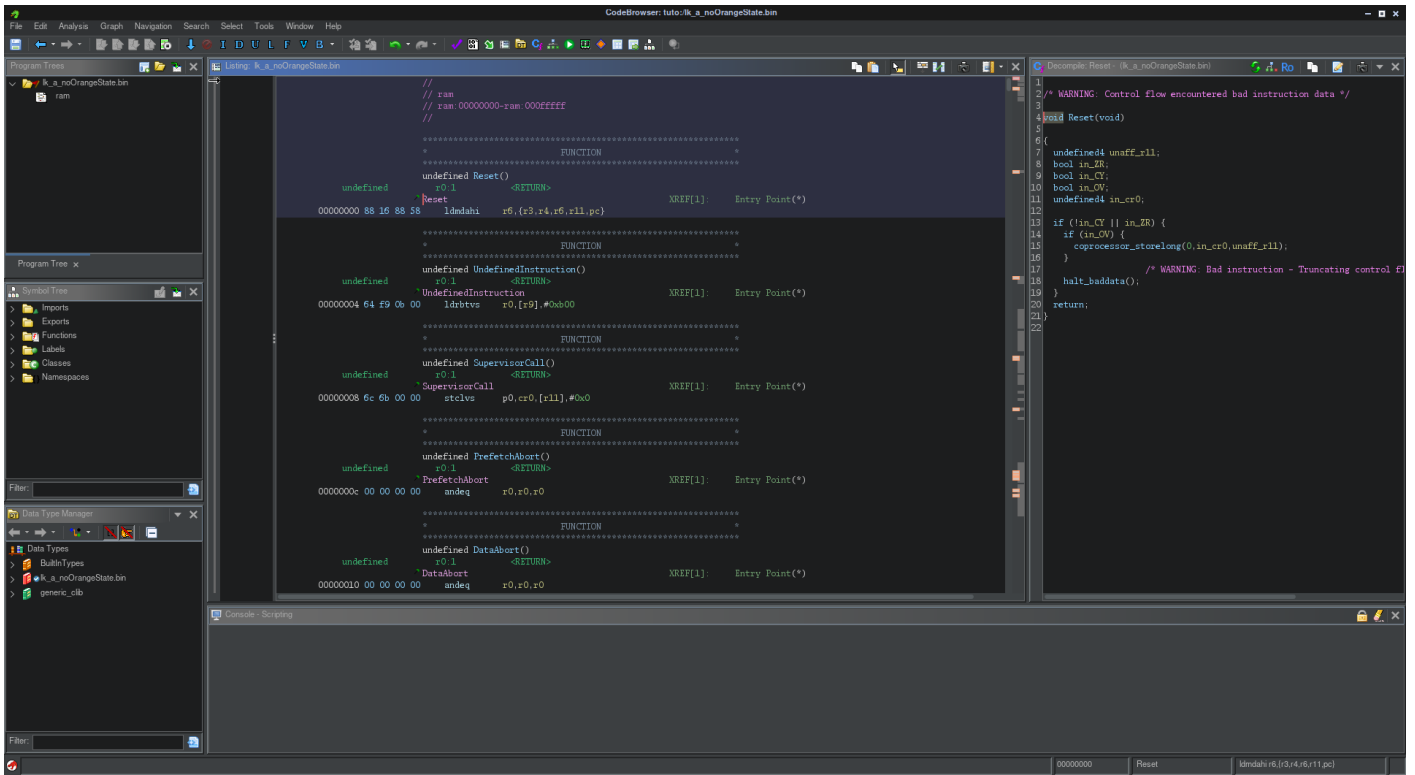 CodeBrowser: tuto:/lk_a_noOrangeState.bin
File Edit Analysis Graph Navigation Search Select Tools Window Help
I D U L F V B
Program Trees
lk_a_noOrangeState.bin
ram
Program Tree x
Symbol Tree
Imports
Exports
Functions
Labels
Classes
Namespaces
Filter:
Data Type Manager
Data Types
BuiltInTypes
lk_a_noOrangeState.bin
generic_clib
Filter:
Listing: lk_a_noOrangeState.bin
//
// ram
// ram:00000000-ram:000fffff
//
**************************************************************
* FUNCTION *
**************************************************************
undefined Reset()
undefined r0:1 <RETURN>
Reset XREF[1]: Entry Point(*)
00000000 88 16 88 58 ldmdahi r6,{r3,r4,r6,r11,pc}
**************************************************************
* FUNCTION *
**************************************************************
undefined UndefinedInstruction()
undefined r0:1 <RETURN>
UndefinedInstruction XREF[1]: Entry Point(*)
00000004 64 f9 0b 00 ldrbtvs r0,[r9],#0xb00
**************************************************************
* FUNCTION *
**************************************************************
undefined SupervisorCall()
undefined r0:1 <RETURN>
SupervisorCall XREF[1]: Entry Point(*)
00000008 6c 6b 00 00 stclvs p0,cr0,[r11],#0x0
**************************************************************
* FUNCTION *
**************************************************************
undefined PrefetchAbort()
undefined r0:1 <RETURN>
PrefetchAbort XREF[1]: Entry Point(*)
0000000c 00 00 00 00 andeq r0,r0,r0
**************************************************************
* FUNCTION *
**************************************************************
undefined DataAbort()
undefined r0:1 <RETURN>
DataAbort XREF[1]: Entry Point(*)
00000010 00 00 00 00 andeq r0,r0,r0
Decompile: Reset - (lk_a_noOrangeState.bin)
Ro
1
2 /* WARNING: Control flow encountered bad instruction data */
3
4 void Reset(void)
5
6 {
7 undefined4 unaff_r11;
8 bool in_ZR;
9 bool in_CY;
10 bool in_OV;
11 undefined4 in_cr0;
12
13 if (!in_CY || in_ZR) {
14 if (in_OV) {
15 coprocessor_storelong(0,in_cr0,unaff_r11);
16 }
17 /* WARNING: Bad instruction - Truncating control fl
18 halt_baddata();
19 }
20 return;
21 }
22
Console - Scripting
00000000 Reset ldmdahi r6,{r3,r4,r6,r11,pc}